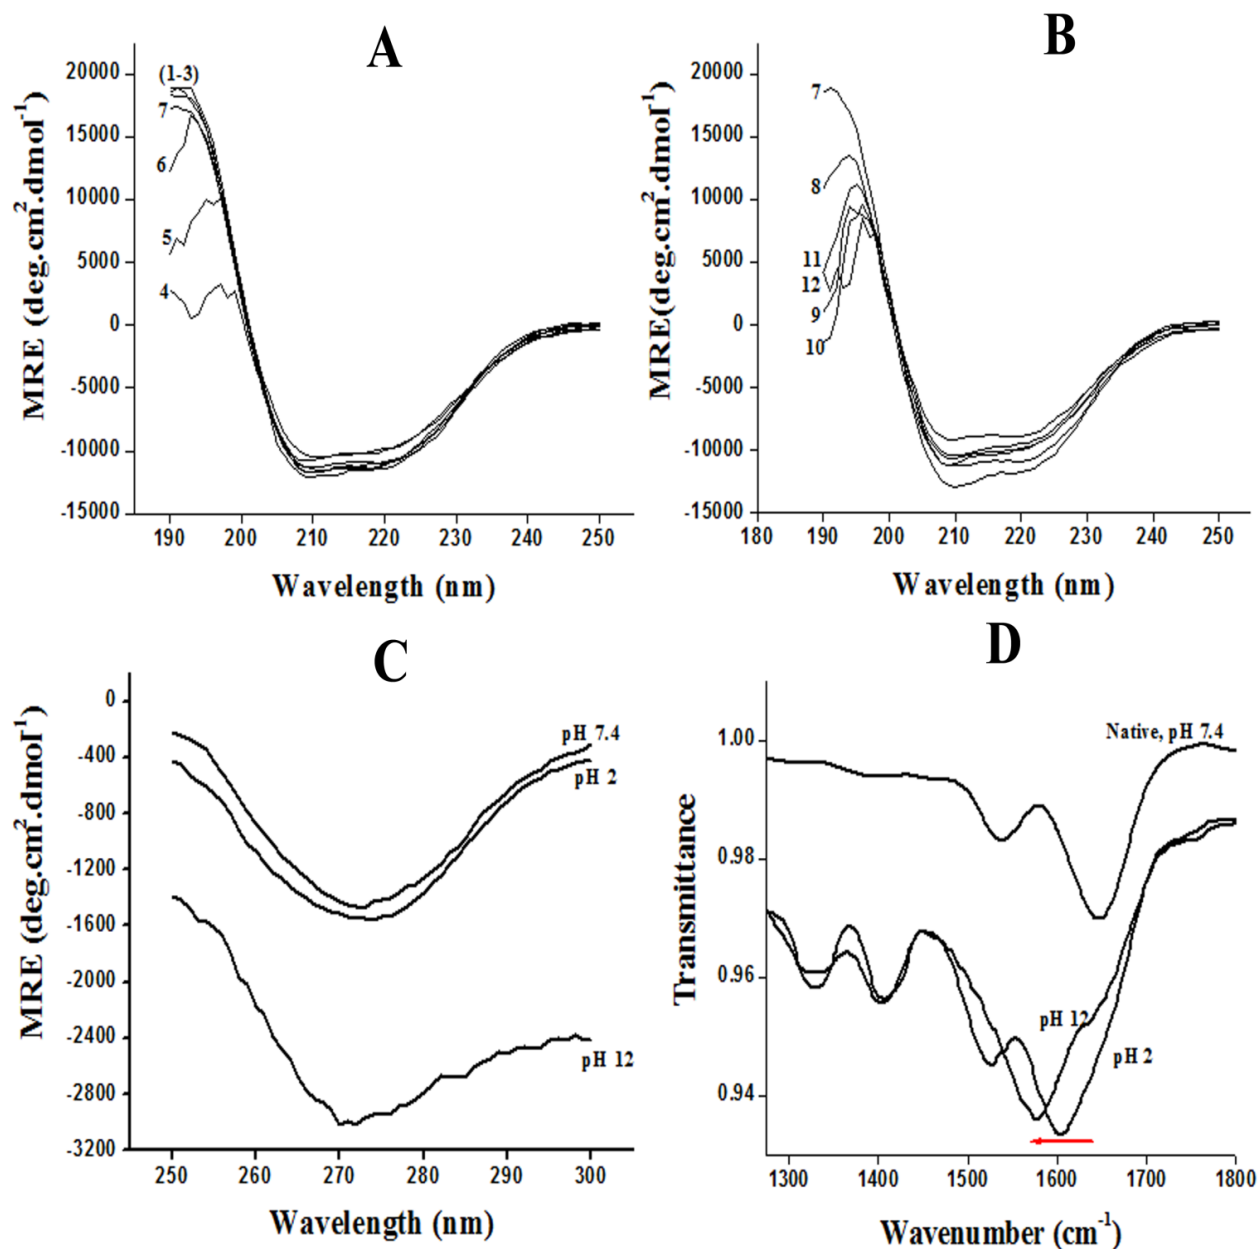 A
MRE (deg.cm².dmol⁻¹)
20000
15000
10000
5000
0
-5000
-10000
-15000
(1-3)
7
6
5
4
190 200 210 220 230 240 250
Wavelength (nm)
B
MRE(deg.cm².dmol⁻¹)
20000
15000
10000
5000
0
-5000
-10000
-15000
7
8
11
12
9
10
180 190 200 210 220 230 240 250
Wavelength (nm)
C
MRE (deg.cm².dmol⁻¹)
0
-400
-800
-1200
-1600
-2000
-2400
-2800
-3200
pH 7.4
pH 2
pH 12
250 260 270 280 290 300
Wavelength (nm)
D
Transmittance
1.00
0.98
0.96
0.94
Native, pH 7.4
pH 12
pH 2
1300 1400 1500 1600 1700 1800
Wavenumber (cm⁻¹)